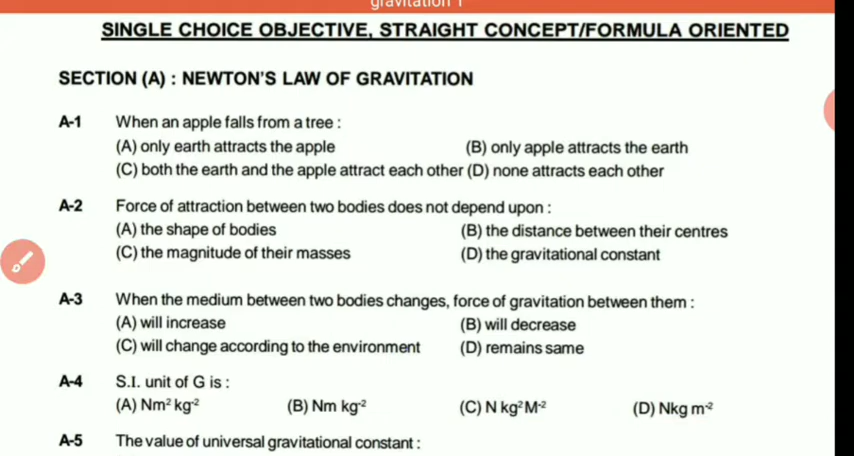 gravitation 1
SINGLE CHOICE OBJECTIVE, STRAIGHT CONCEPT/FORMULA ORIENTED
SECTION (A) : NEWTON'S LAW OF GRAVITATION
A-1 When an apple falls from a tree :
(A) only earth attracts the apple (B) only apple attracts the earth
(C) both the earth and the apple attract each other (D) none attracts each other
A-2 Force of attraction between two bodies does not depend upon :
(A) the shape of bodies (B) the distance between their centres
(C) the magnitude of their masses (D) the gravitational constant
A-3 When the medium between two bodies changes, force of gravitation between them :
(A) will increase (B) will decrease
(C) will change according to the environment (D) remains same
A-4 S.I. unit of G is :
(A) Nm² kg⁻² (B) Nm kg⁻² (C) N kg² M⁻² (D) Nkg m⁻²
A-5 The value of universal gravitational constant :